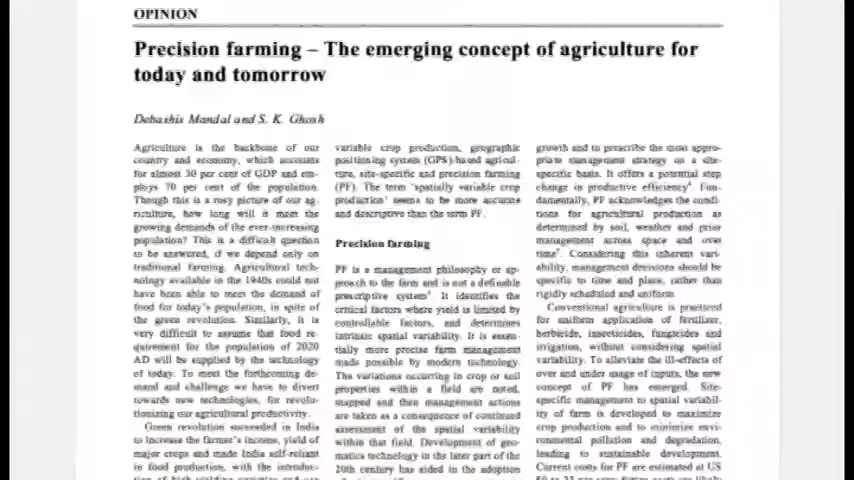 OPINION
Precision farming – The emerging concept of agriculture for
today and tomorrow
Debashis Mandal and S. K. Ghosh
Agriculture is the backbone of our
country and economy, which accounts
for almost 30 per cent of GDP and em-
ploys 70 per cent of the population.
Though this is a rosy picture of our ag-
riculture, how long will it meet the
growing demands of the ever-increasing
population? This is a difficult question
to be answered, if we depend only on
traditional farming. Agricultural tech-
nology available in the 1940s could not
have been able to meet the demand of
food for today's population, in spite of
the green revolution. Similarly, it is
very difficult to assume that food re-
quirement for the population of 2020
AD will be supplied by the technology
of today. To meet the forthcoming de-
mand and challenge we have to divert
towards new technologies, for revolu-
tionizing our agricultural productivity.
Green revolution succeeded in India
to increase the farmer's income, yield of
major crops and made India self-reliant
in food production, with the introduc-
variable crop production, geographic
positioning system (GPS)-based agricul-
ture, site-specific and precision farming
(PF). The term 'spatially variable crop
production' seems to be more accurate
and descriptive than the term PF.
Precision farming
PF is a management philosophy or ap-
proach to the farm and is not a definable
prescriptive system. It identifies the
critical factors where yield is limited by
controllable factors, and determines
intrinsic spatial variability. It is essen-
tially more precise farm management
made possible by modern technology.
The variations occurring in crop or soil
properties within a field are noted,
mapped and then management actions
are taken as a consequence of continued
assessment of the spatial variability
within that field. Development of geo-
matics technology in the later part of the
20th century has aided in the adoption
growth and to prescribe the most appro-
priate management strategy on a site-
specific basis. It offers a potential step
change in productive efficiency. Fun-
damentally, PF acknowledges the condi-
tions for agricultural production as
determined by soil, weather and prior
management across space and over
time. Considering this inherent vari-
ability, management decisions should be
specific to time and place, rather than
rigidly scheduled and uniform.
Conventional agriculture is practiced
for uniform application of fertilizer,
herbicide, insecticides, fungicides and
irrigation, without considering spatial
variability. To alleviate the ill-effects of
over and under usage of inputs, the new
concept of PF has emerged. Site-
specific management to spatial variabil-
ity of farm is developed to maximize
crop production and to minimize envi-
ronmental pollution and degradation,
leading to sustainable development.
Current costs for PF are estimated at US